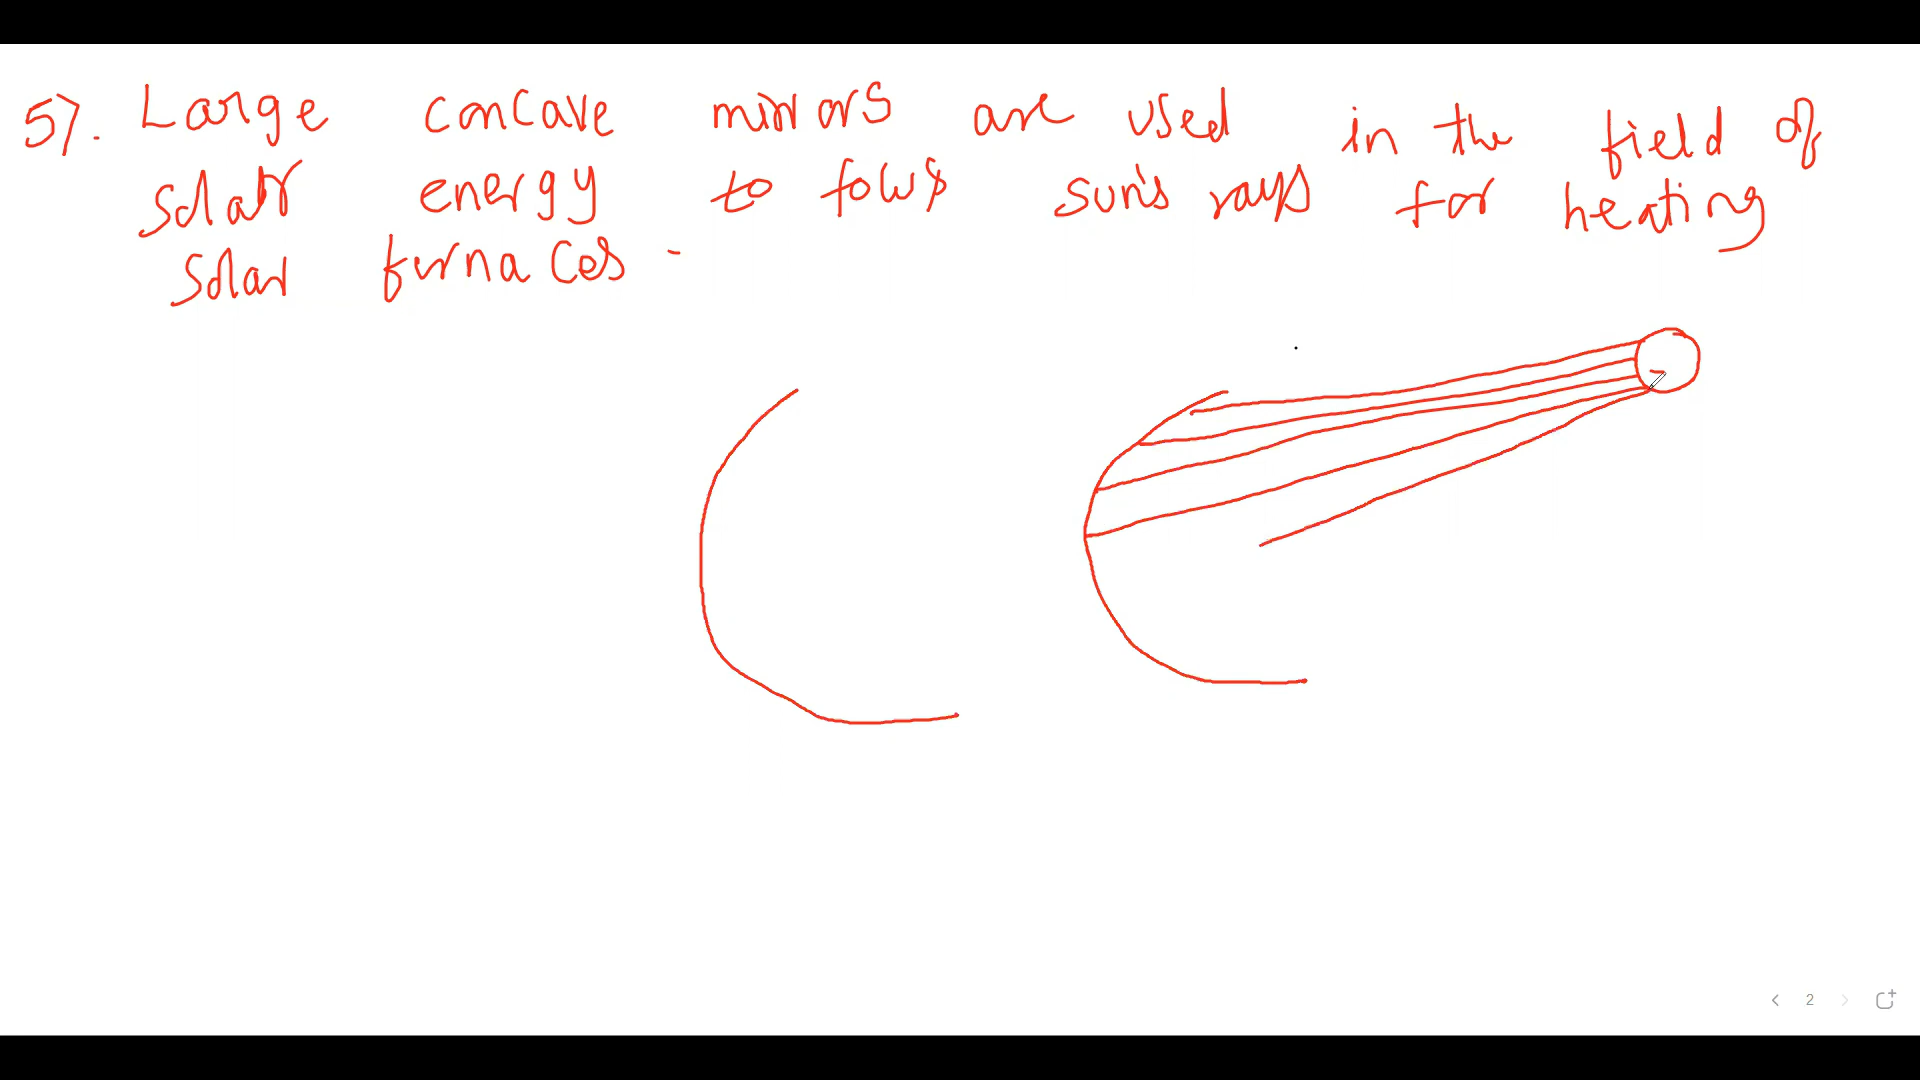 5). Large concave mirrors are used in the field of
solar energy to focus sun's rays for heating
solar furnaces -
2